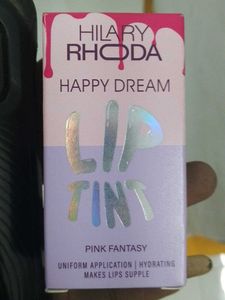 HILARY
RHODA
HAPPY DREAM
LIP
TINT
PINK FANTASY
UNIFORM APPLICATION | HYDRATING
MAKES LIPS SUPPLE